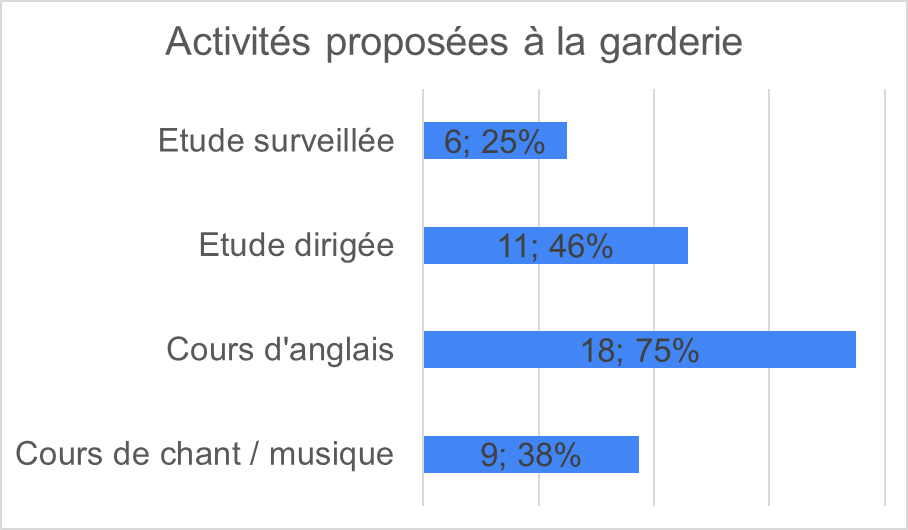 Activités proposées à la garderie
Etude surveillée
6; 25%
Etude dirigée
11; 46%
Cours d'anglais
18; 75%
Cours de chant / musique
9; 38%